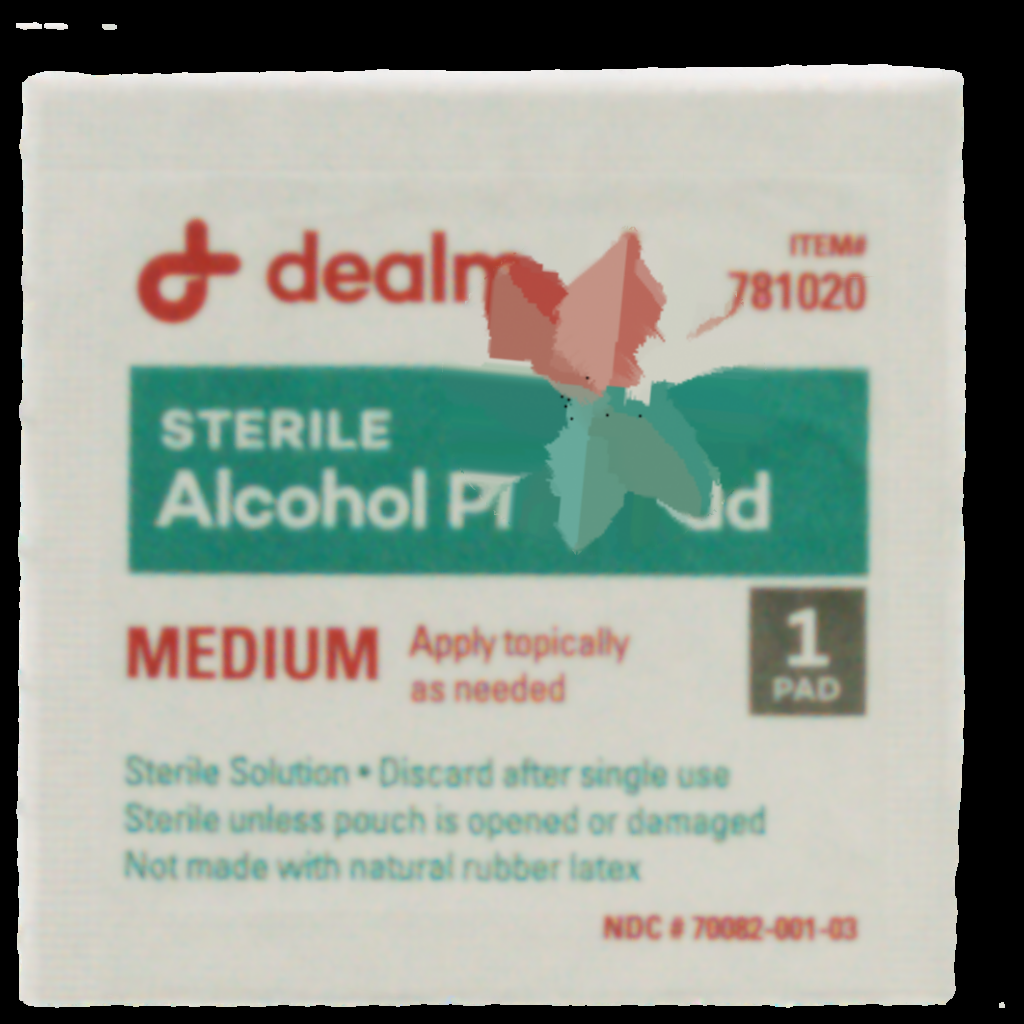 ITEM#
781020
STERILE
Alcohol
MEDIUM
Apply topically
as needed
1
PAD
Sterile Solution • Discard after single use
Sterile unless pouch is opened or damaged
Not made with natural rubber latex
NDC # 70082-001-03